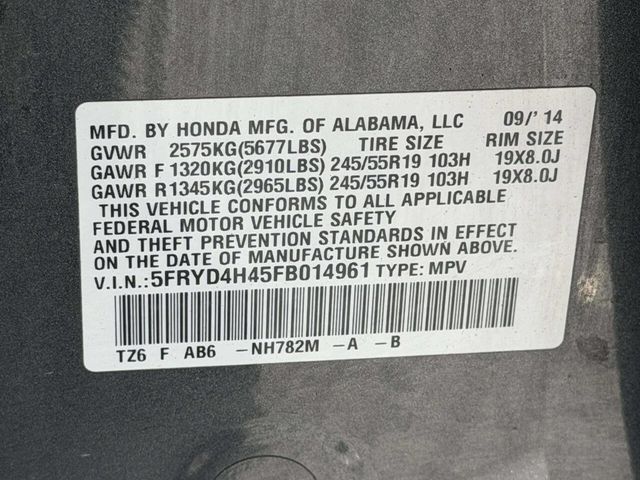 MFD. BY HONDA MFG. OF ALABAMA, LLC 09/' 14
GVWR 2575KG(5677LBS) TIRE SIZE RIM SIZE
GAWR F 1320KG(2910LBS) 245/55R19 103H 19X8.0J
GAWR R1345KG(2965LBS) 245/55R19 103H 19X8.0J
THIS VEHICLE CONFORMS TO ALL APPLICABLE
FEDERAL MOTOR VEHICLE SAFETY
AND THEFT PREVENTION STANDARDS IN EFFECT
ON THE DATE OF MANUFACTURE SHOWN ABOVE.
V.I.N.:5FRYD4H45FB014961 TYPE: MPV
TZ6 F AB6 -NH782M -A -B